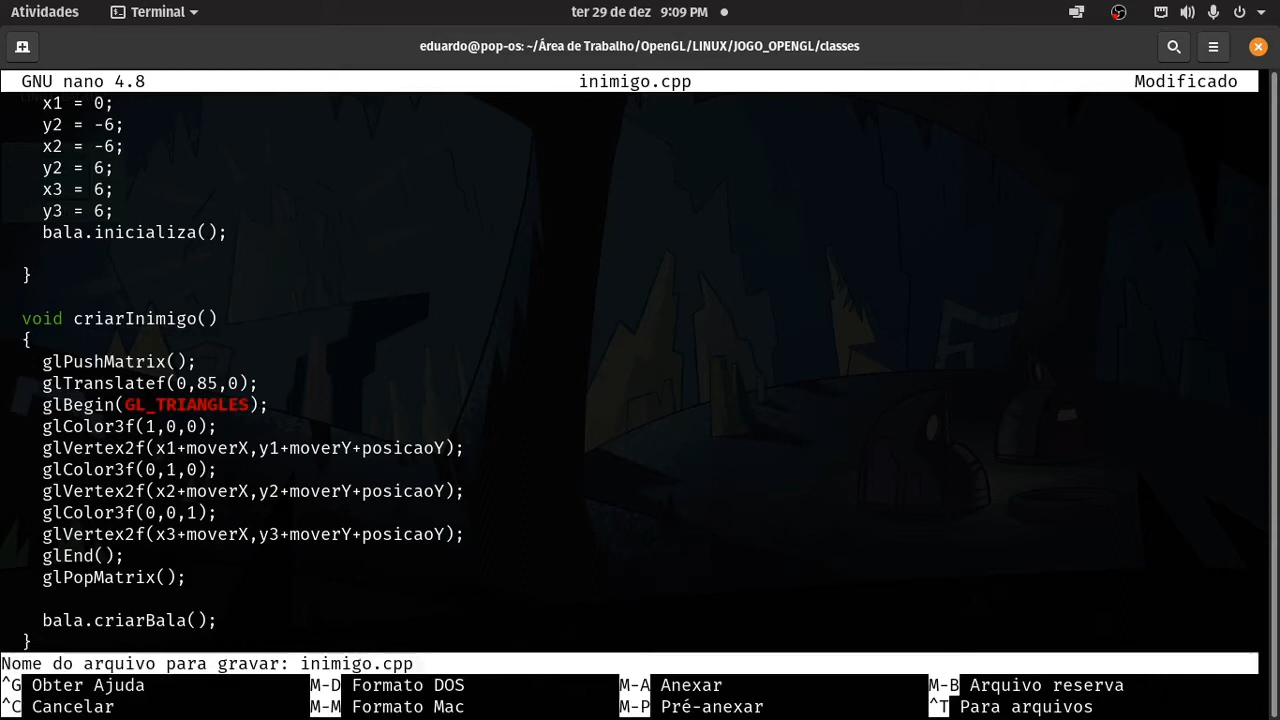 Atividades Terminal ter 29 de dez 9:09 PM
eduardo@pop-os: ~/Área de Trabalho/OpenGL/LINUX/JOGO_OPENGL/classes
GNU nano 4.8 inimigo.cpp Modificado
x1 = 0;
y2 = -6;
x2 = -6;
y2 = 6;
x3 = 6;
y3 = 6;
bala.inicializa();
}
void criarInimigo()
{
glPushMatrix();
glTranslatef(0,85,0);
glBegin(GL_TRIANGLES);
glColor3f(1,0,0);
glVertex2f(x1+moverX,y1+moverY+posicaoY);
glColor3f(0,1,0);
glVertex2f(x2+moverX,y2+moverY+posicaoY);
glColor3f(0,0,1);
glVertex2f(x3+moverX,y3+moverY+posicaoY);
glEnd();
glPopMatrix();
bala.criarBala();
}
Nome do arquivo para gravar: inimigo.cpp
^G Obter Ajuda M-D Formato DOS M-A Anexar M-B Arquivo reserva
^C Cancelar M-M Formato Mac M-P Pré-anexar ^T Para arquivos